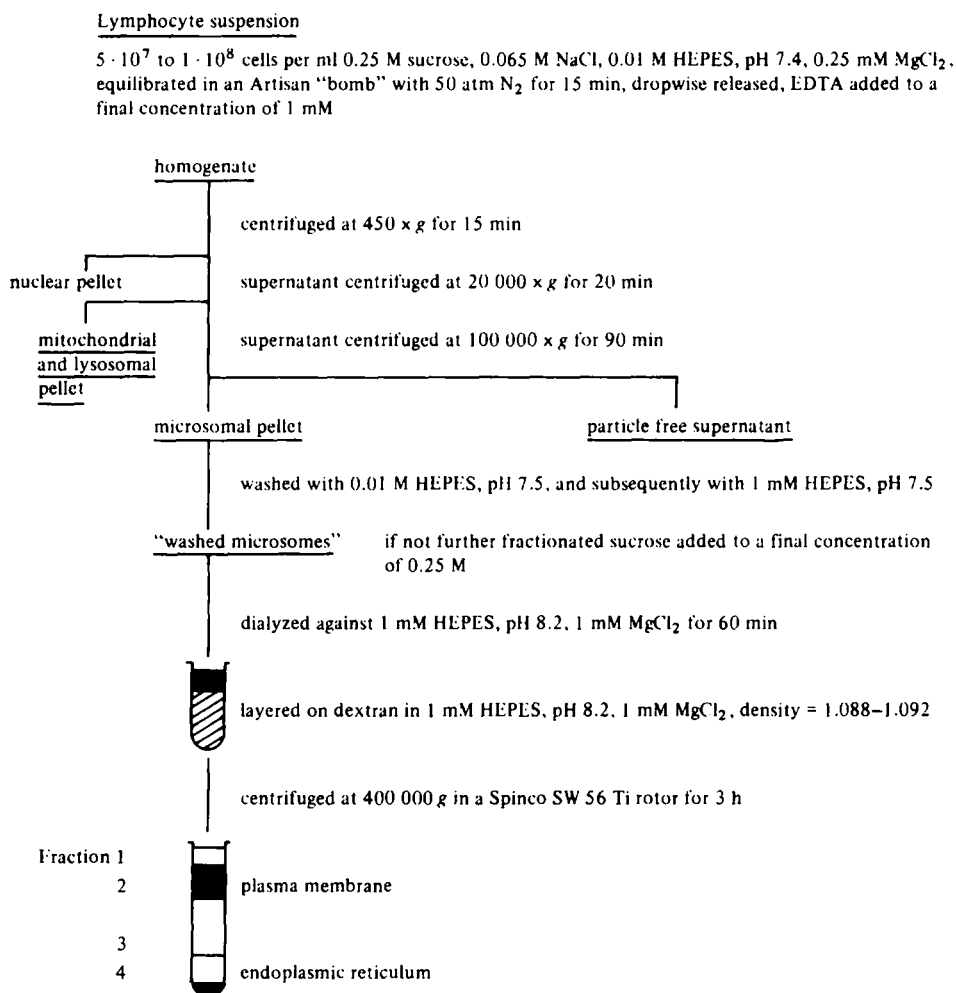 Lymphocyte suspension
5 · 10⁷ to 1 · 10⁸ cells per ml 0.25 M sucrose, 0.065 M NaCl, 0.01 M HEPES, pH 7.4, 0.25 mM MgCl₂,
equilibrated in an Artisan "bomb" with 50 atm N₂ for 15 min, dropwise released, EDTA added to a
final concentration of 1 mM
homogenate
centrifuged at 450 × g for 15 min
nuclear pellet
supernatant centrifuged at 20 000 × g for 20 min
mitochondrial
and lysosomal
pellet
supernatant centrifuged at 100 000 × g for 90 min
microsomal pellet
particle free supernatant
washed with 0.01 M HEPES, pH 7.5, and subsequently with 1 mM HEPES, pH 7.5
"washed microsomes"
if not further fractionated sucrose added to a final concentration
of 0.25 M
dialyzed against 1 mM HEPES, pH 8.2, 1 mM MgCl₂ for 60 min
layered on dextran in 1 mM HEPES, pH 8.2, 1 mM MgCl₂, density = 1.088–1.092
centrifuged at 400 000 g in a Spinco SW 56 Ti rotor for 3 h
Fraction 1
2
plasma membrane
3
4
endoplasmic reticulum